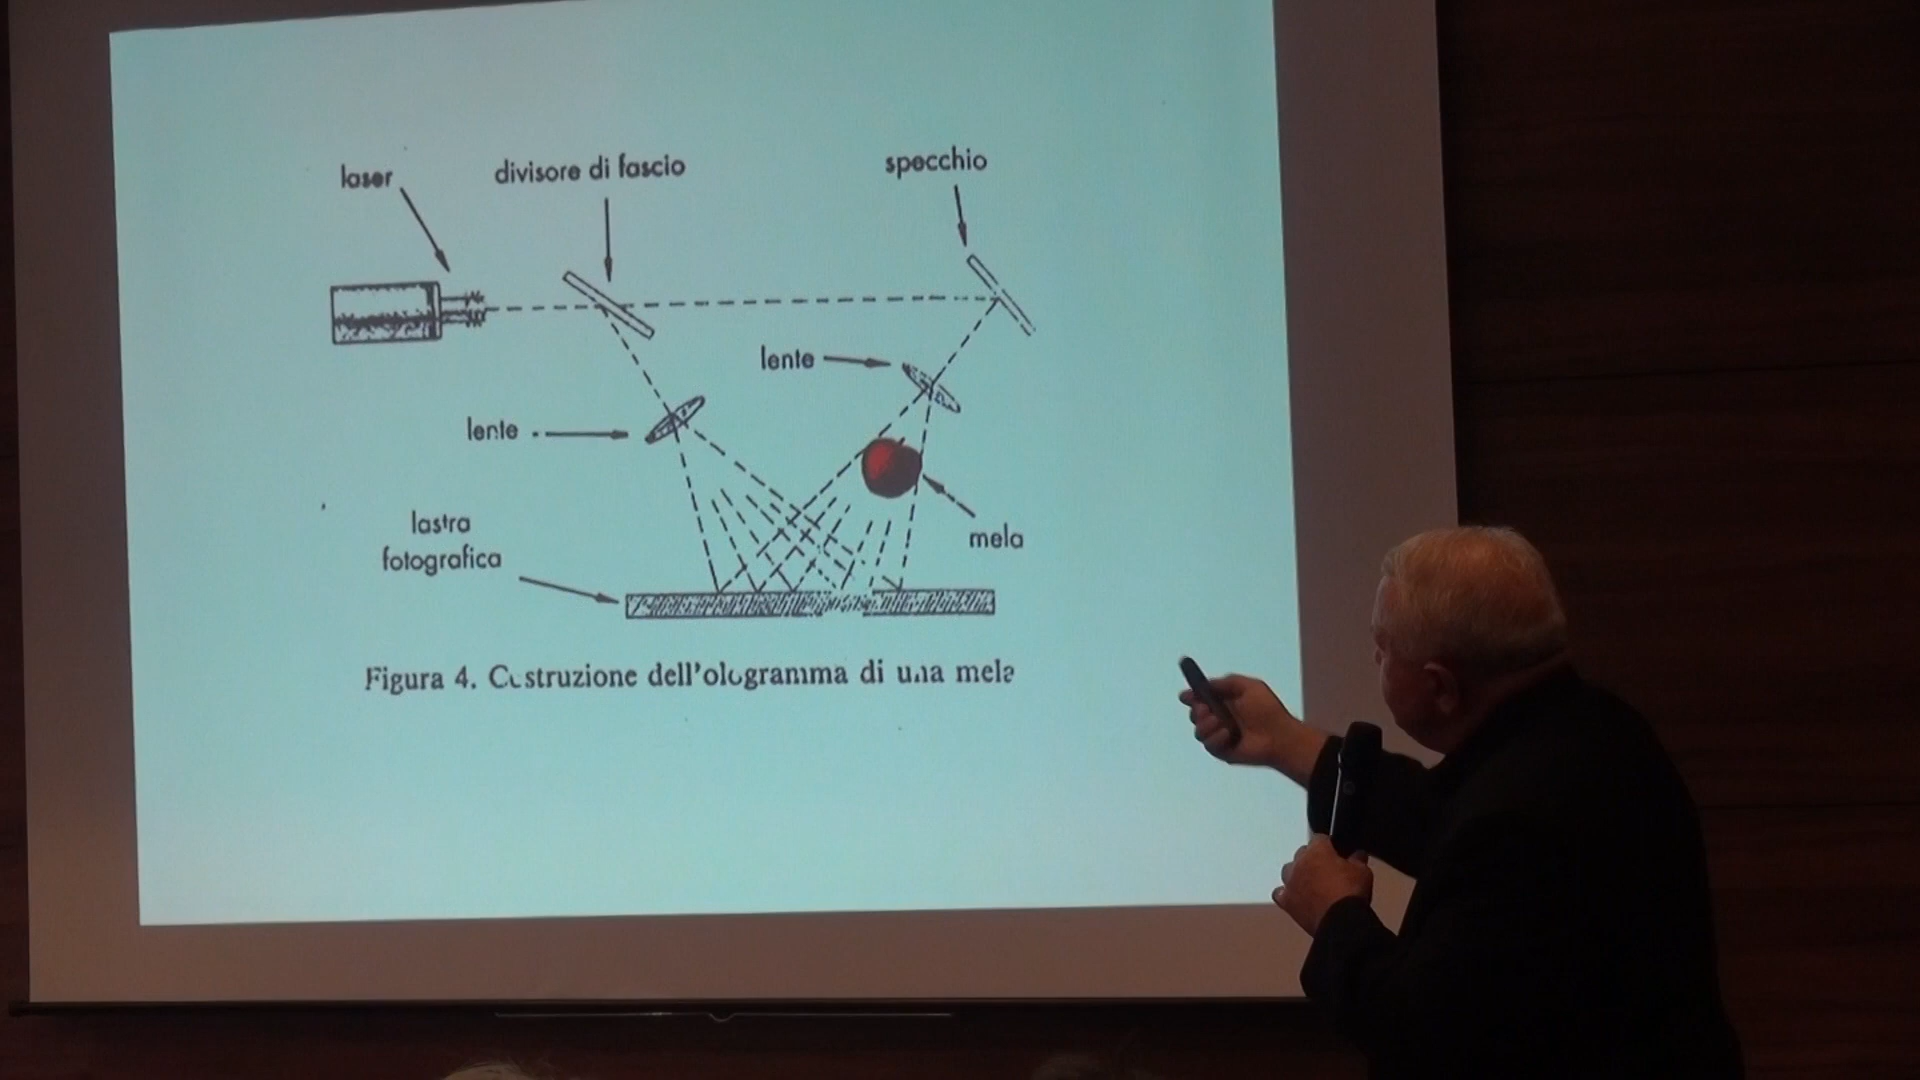 laser
divisore di fascio
specchio
lente
lente
lastra
fotografica
mela
Figura 4. Costruzione dell'ologramma di una mela